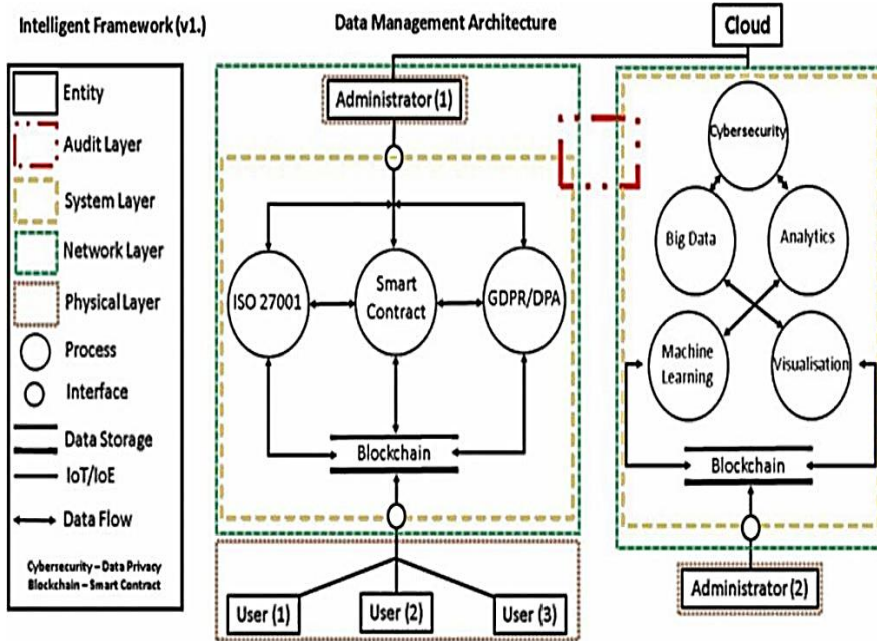 Intelligent Framework (v1.)
Entity
Audit Layer
System Layer
Network Layer
Physical Layer
Process
Interface
Data Storage
IoT/IoE
Data Flow
Cybersecurity – Data Privacy
Blockchain – Smart Contract
Data Management Architecture
Administrator (1)
ISO 27001
Smart
Contract
GDPR/DPA
Blockchain
User (1)
User (2)
User (3)
Cloud
Cybersecurity
Big Data
Analytics
Machine
Learning
Visualisation
Blockchain
Administrator (2)